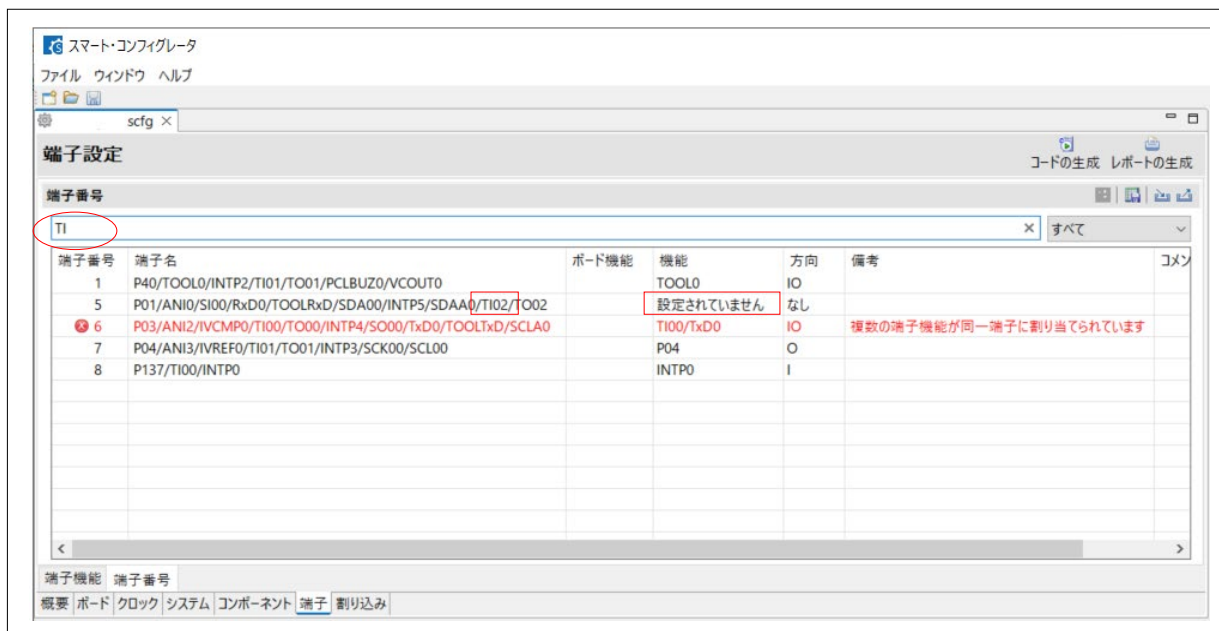 スマート・コンフィグレータ
ファイル ウィンドウ ヘルプ
scfg ×
端子設定
コードの生成 レポートの生成
端子番号
TI × すべて
端子番号 端子名 ボード機能 機能 方向 備考 コメン
1 P40/TOOL0/INTP2/TI01/TO01/PCLBUZ0/VCOUT0 TOOL0 IO
5 P01/ANI0/SI00/RxD0/TOOLRxD/SDA00/INTP5/SDAA0/TI02/TO02 設定されていません なし
6 P03/ANI2/IVCMP0/TI00/TO00/INTP4/SO00/TxD0/TOOLTxD/SCLA0 TI00/TxD0 IO 複数の端子機能が同一端子に割り当てられています
7 P04/ANI3/IVREF0/TI01/TO01/INTP3/SCK00/SCL00 P04 O
8 P137/TI00/INTP0 INTP0 I
端子機能 端子番号
概要 ボード クロック システム コンポーネント 端子 割り込み